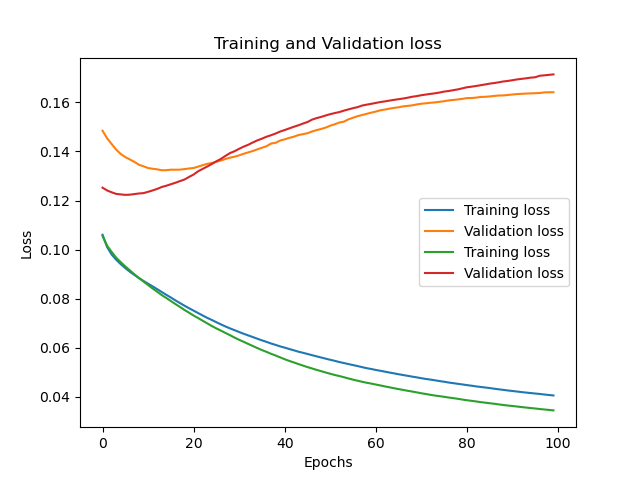 Training and Validation loss
Loss
0.16
0.14
0.12
0.10
0.08
0.06
0.04
Training loss
Validation loss
Training loss
Validation loss
0 20 40 60 80 100
Epochs